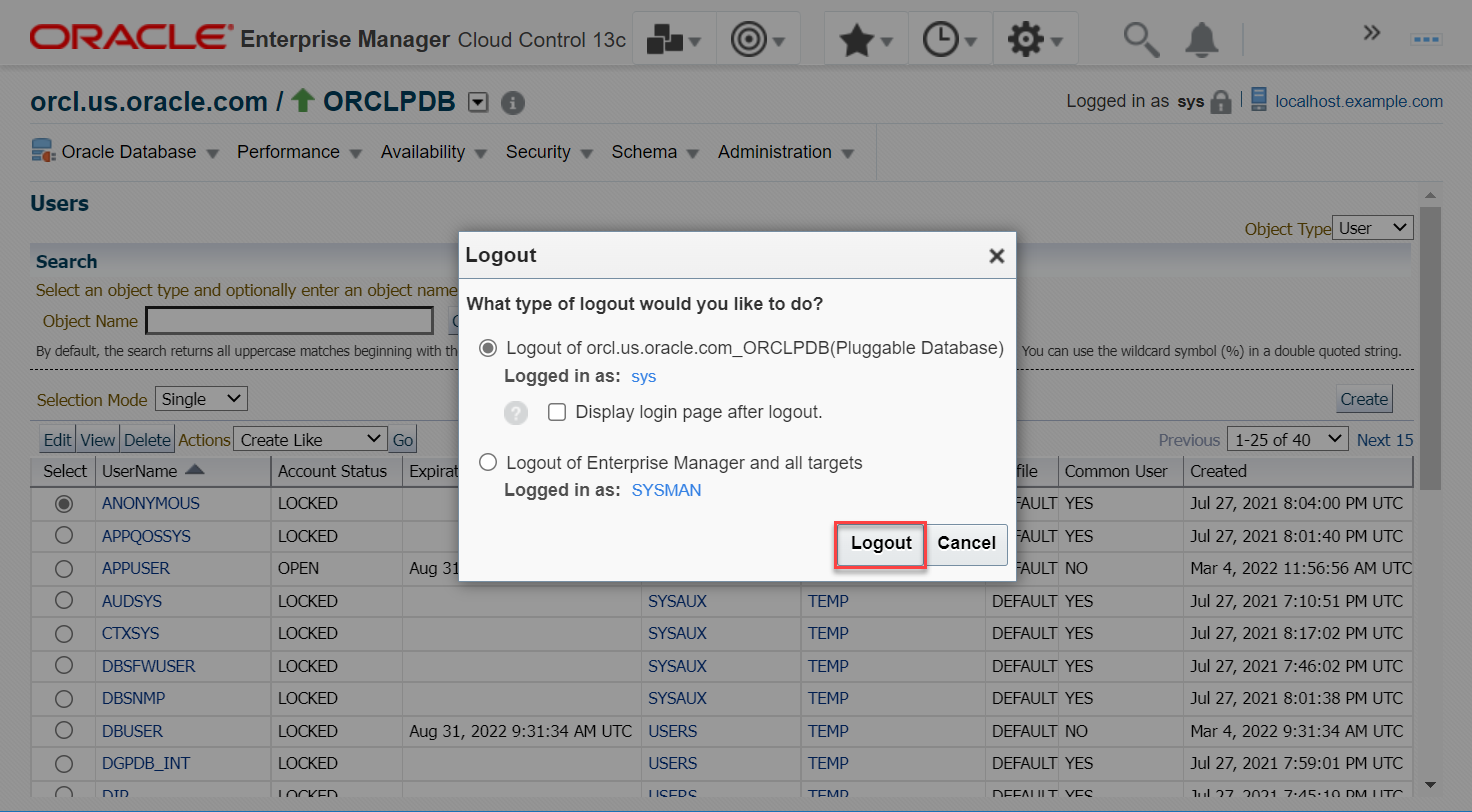 ORACLE Enterprise Manager Cloud Control 13c
orcl.us.oracle.com / ORCLPDB
Logged in as sys localhost.example.com
Oracle Database Performance Availability Security Schema Administration
Users
Object Type User
Search
Select an object type and optionally enter an object name
Object Name
By default, the search returns all uppercase matches beginning with You can use the wildcard symbol (%) in a double quoted string.
Selection Mode Single
Create
Edit View Delete Actions Create Like Go
Previous 1-25 of 40 Next 15
Select UserName Account Status Common User Created
ANONYMOUS LOCKED YES Jul 27, 2021 8:04:00 PM UTC
APPQOSSYS LOCKED YES Jul 27, 2021 8:01:40 PM UTC
APPUSER OPEN Aug 31 NO Mar 4, 2022 11:56:56 AM UTC
AUDSYS LOCKED SYSAUX TEMP DEFAULT YES Jul 27, 2021 7:10:51 PM UTC
CTXSYS LOCKED SYSAUX TEMP DEFAULT YES Jul 27, 2021 8:17:02 PM UTC
DBSFWUSER LOCKED SYSAUX TEMP DEFAULT YES Jul 27, 2021 7:46:02 PM UTC
DBSNMP LOCKED SYSAUX TEMP DEFAULT YES Jul 27, 2021 8:01:38 PM UTC
DBUSER LOCKED Aug 31, 2022 9:31:34 AM UTC USERS TEMP DEFAULT NO Mar 4, 2022 9:31:34 AM UTC
DGPDB_INT LOCKED USERS TEMP DEFAULT YES Jul 27, 2021 7:59:01 PM UTC
DIP LOCKED USERS TEMP DEFAULT YES Jul 27, 2021 7:45:19 PM UTC
Logout
What type of logout would you like to do?
Logout of orcl.us.oracle.com_ORCLPDB(Pluggable Database)
Logged in as: sys
Display login page after logout.
Logout of Enterprise Manager and all targets
Logged in as: SYSMAN
Logout Cancel